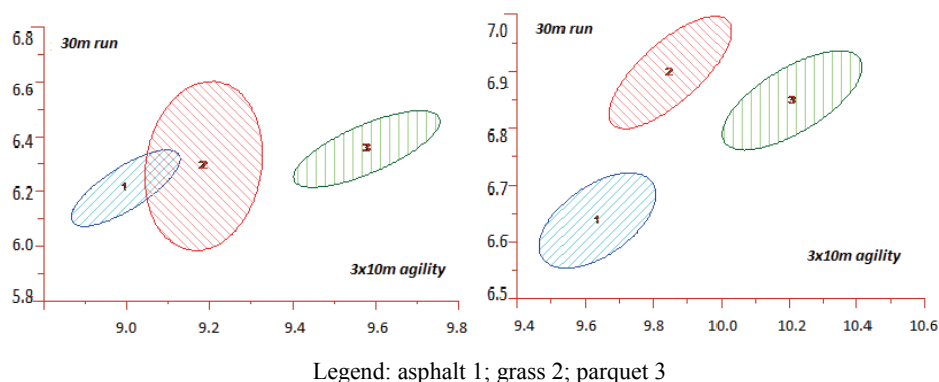 30m run
6.8
6.6
6.4
6.2
6.0
5.8
1
2
3
3x10m agility
9.0 9.2 9.4 9.6 9.8
30m run
7.0
6.9
6.8
6.7
6.6
6.5
2
3
1
3x10m agility
9.4 9.6 9.8 10.0 10.2 10.4 10.6
Legend: asphalt 1; grass 2; parquet 3